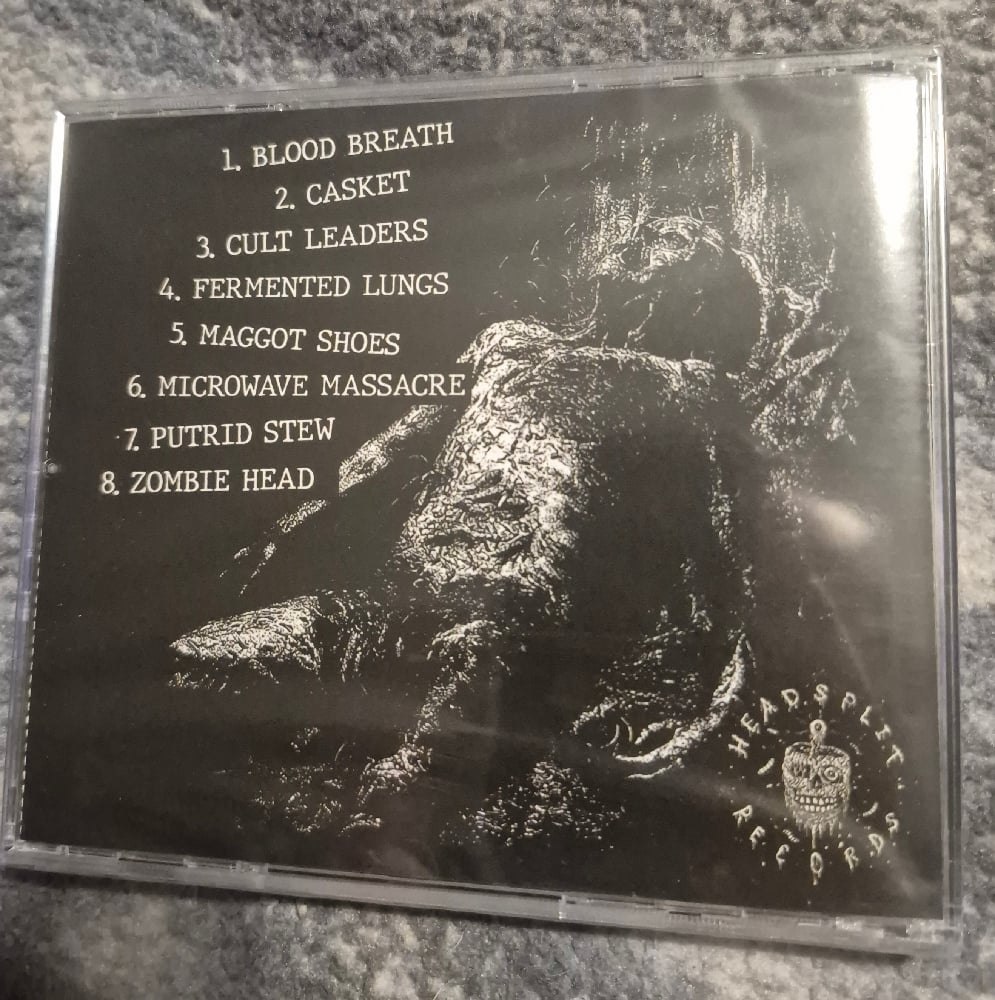 1. BLOOD BREATH
2. CASKET
3. CULT LEADERS
4. FERMENTED LUNGS
5. MAGGOT SHOES
6. MICROWAVE MASSACRE
7. PUTRID STEW
8. ZOMBIE HEAD
HEADSPLIT
RECORDS